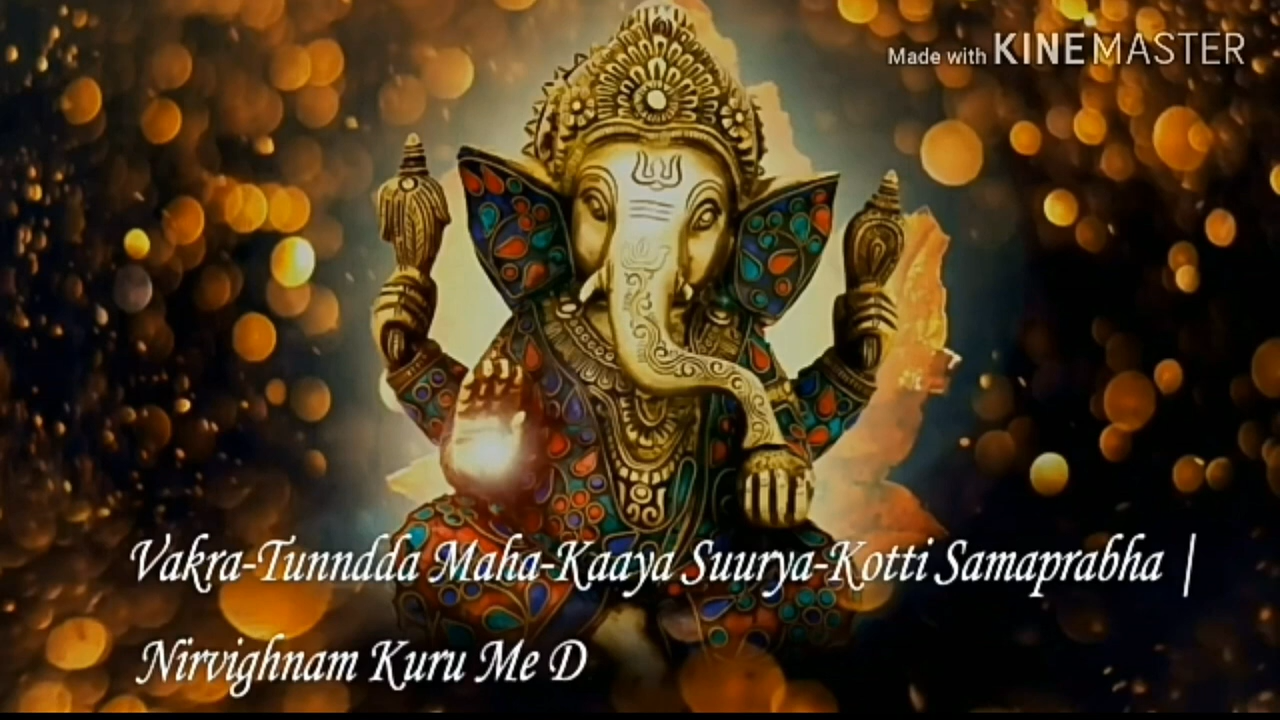 Made with KINEMASTER
Vakra-Tunndda Maha-Kaaya Suurya-Kotti Samaprabha |
Nirvighnam Kuru Me D